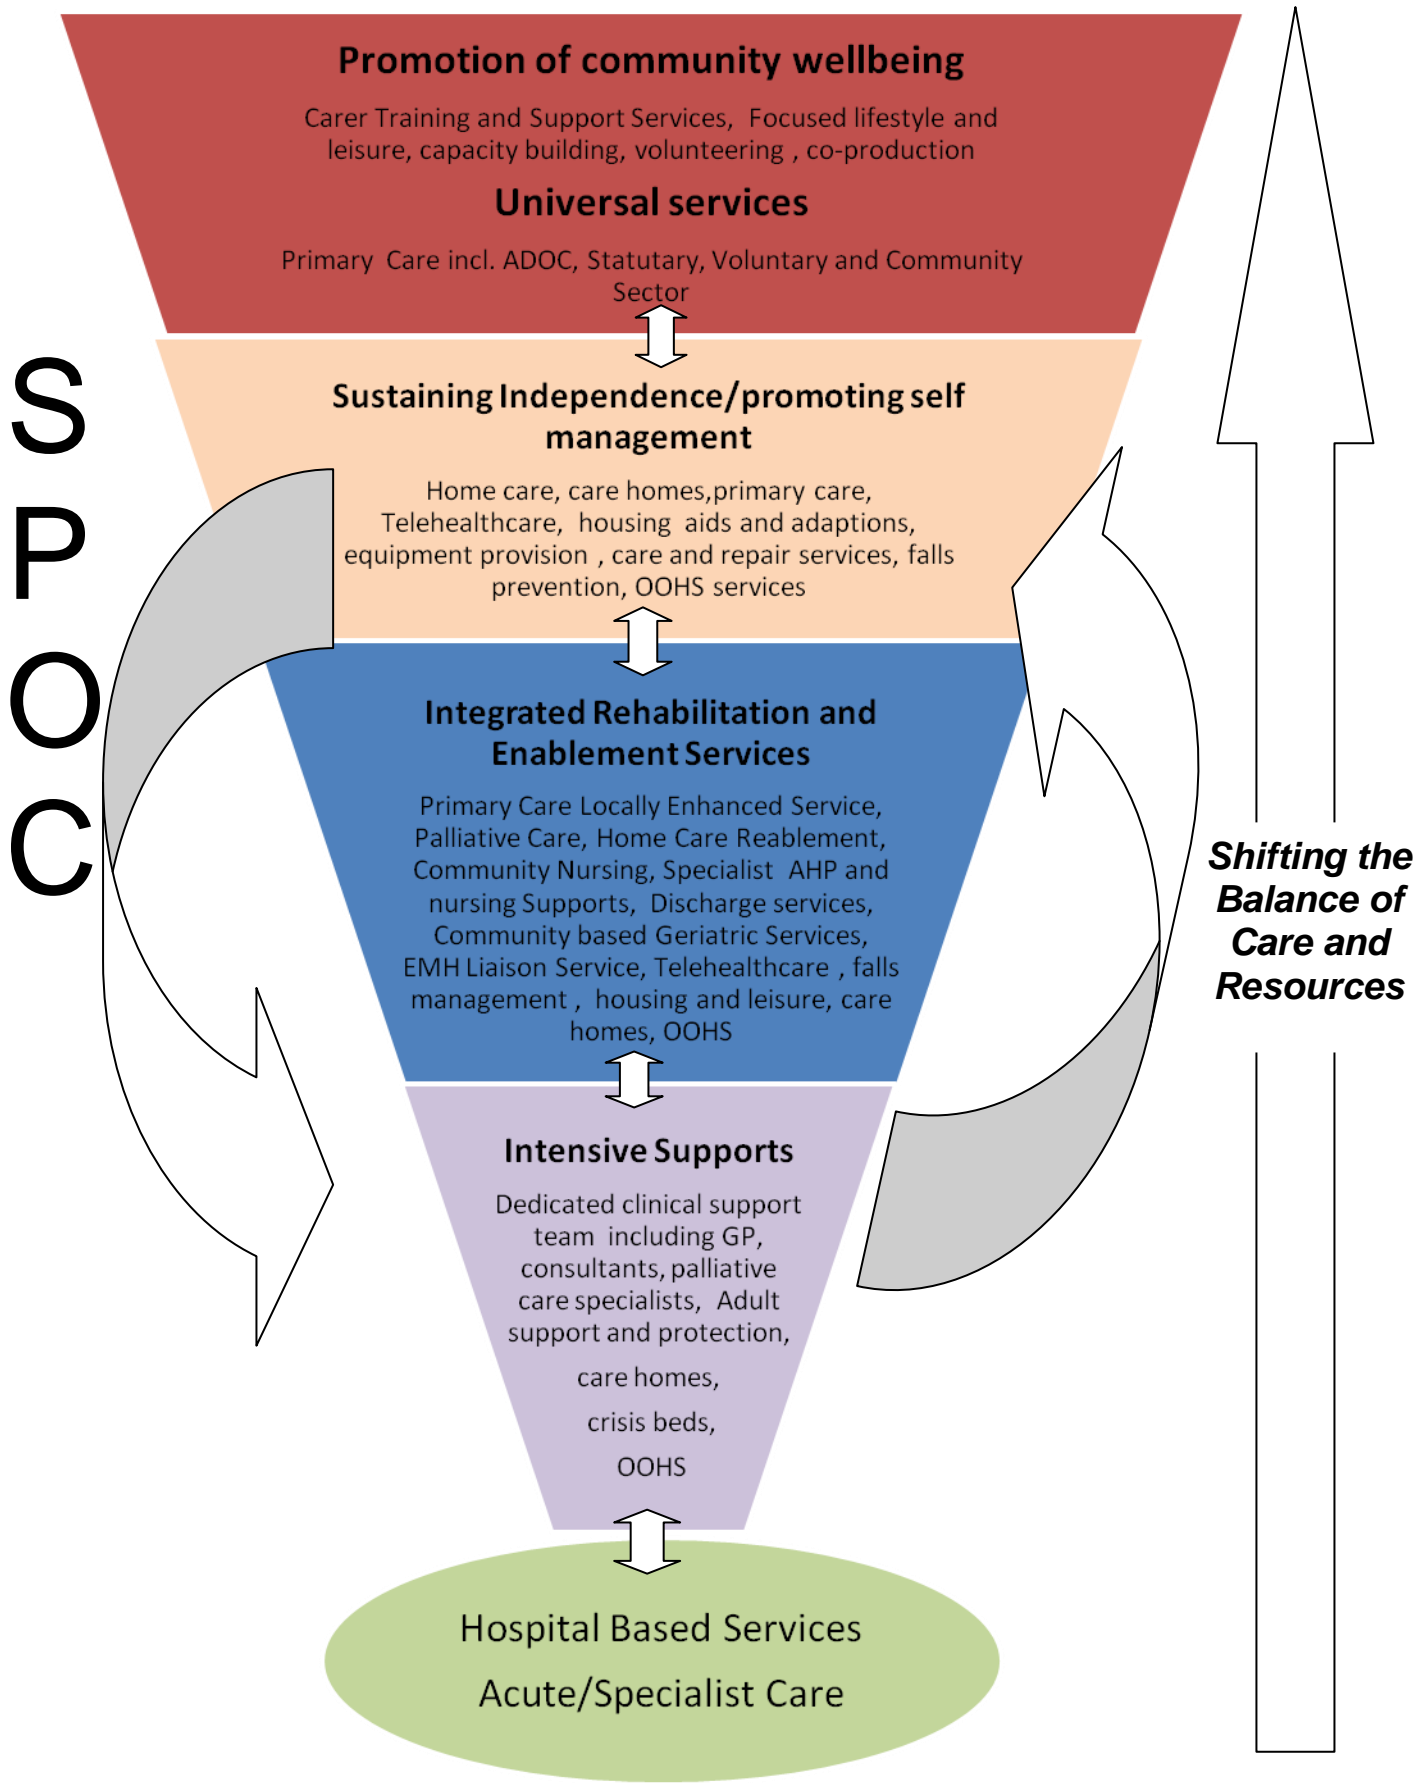 Promotion of community wellbeing
Carer Training and Support Services, Focused lifestyle and
leisure, capacity building, volunteering , co-production
Universal services
Primary Care incl. ADOC, Statutary, Voluntary and Community
Sector
S
P
O
C
Sustaining Independence/promoting self
management
Home care, care homes,primary care,
Telehealthcare, housing aids and adaptions,
equipment provision , care and repair services, falls
prevention, OOHS services
Integrated Rehabilitation and
Enablement Services
Primary Care Locally Enhanced Service,
Palliative Care, Home Care Reablement,
Community Nursing, Specialist AHP and
nursing Supports, Discharge services,
Community based Geriatric Services,
EMH Liaison Service, Telehealthcare , falls
management , housing and leisure, care
homes, OOHS
Shifting the
Balance of
Care and
Resources
Intensive Supports
Dedicated clinical support
team including GP,
consultants, palliative
care specialists, Adult
support and protection,
care homes,
crisis beds,
OOHS
Hospital Based Services
Acute/Specialist Care